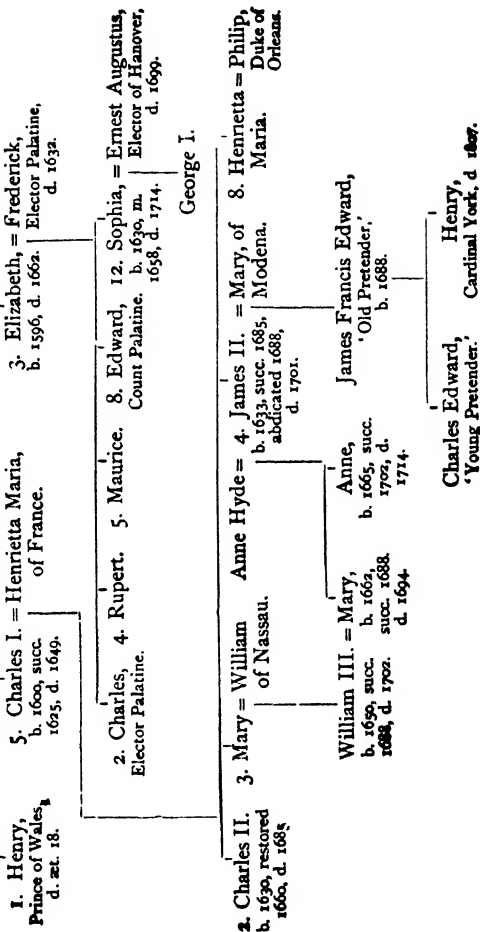 1. Henry,
Prince of Wales,
d. æt. 18.
5. Charles I. = Henrietta Maria,
b. 1600, succ. of France.
1625, d. 1649.
3. Elizabeth, = Frederick,
b. 1596, d. 1662. Elector Palatine,
d. 1632.
2. Charles, 4. Rupert. 5. Maurice. 8. Edward, 12. Sophia, = Ernest Augustus,
Elector Palatine. Count Palatine. b. 1630, m. Elector of Hanover,
1658, d. 1714. d. 1699.
George I.
2. Charles II. 3. Mary = William Anne Hyde = 4. James II. = Mary, of 8. Henrietta = Philip,
b. 1630, restored of Nassau. b. 1633, succ. 1685, Modena. Maria. Duke of
1660, d. 1685 abdicated 1688, Orleans.
d. 1701.
William III. = Mary, Anne, James Francis Edward,
b. 1650, succ. b. 1662, b. 1665, succ. 'Old Pretender,'
1688, d. 1702. succ. 1688. 1702, d. b. 1688.
d. 1694. 1714.
Charles Edward, Henry,
'Young Pretender.' Cardinal York, d 1807.